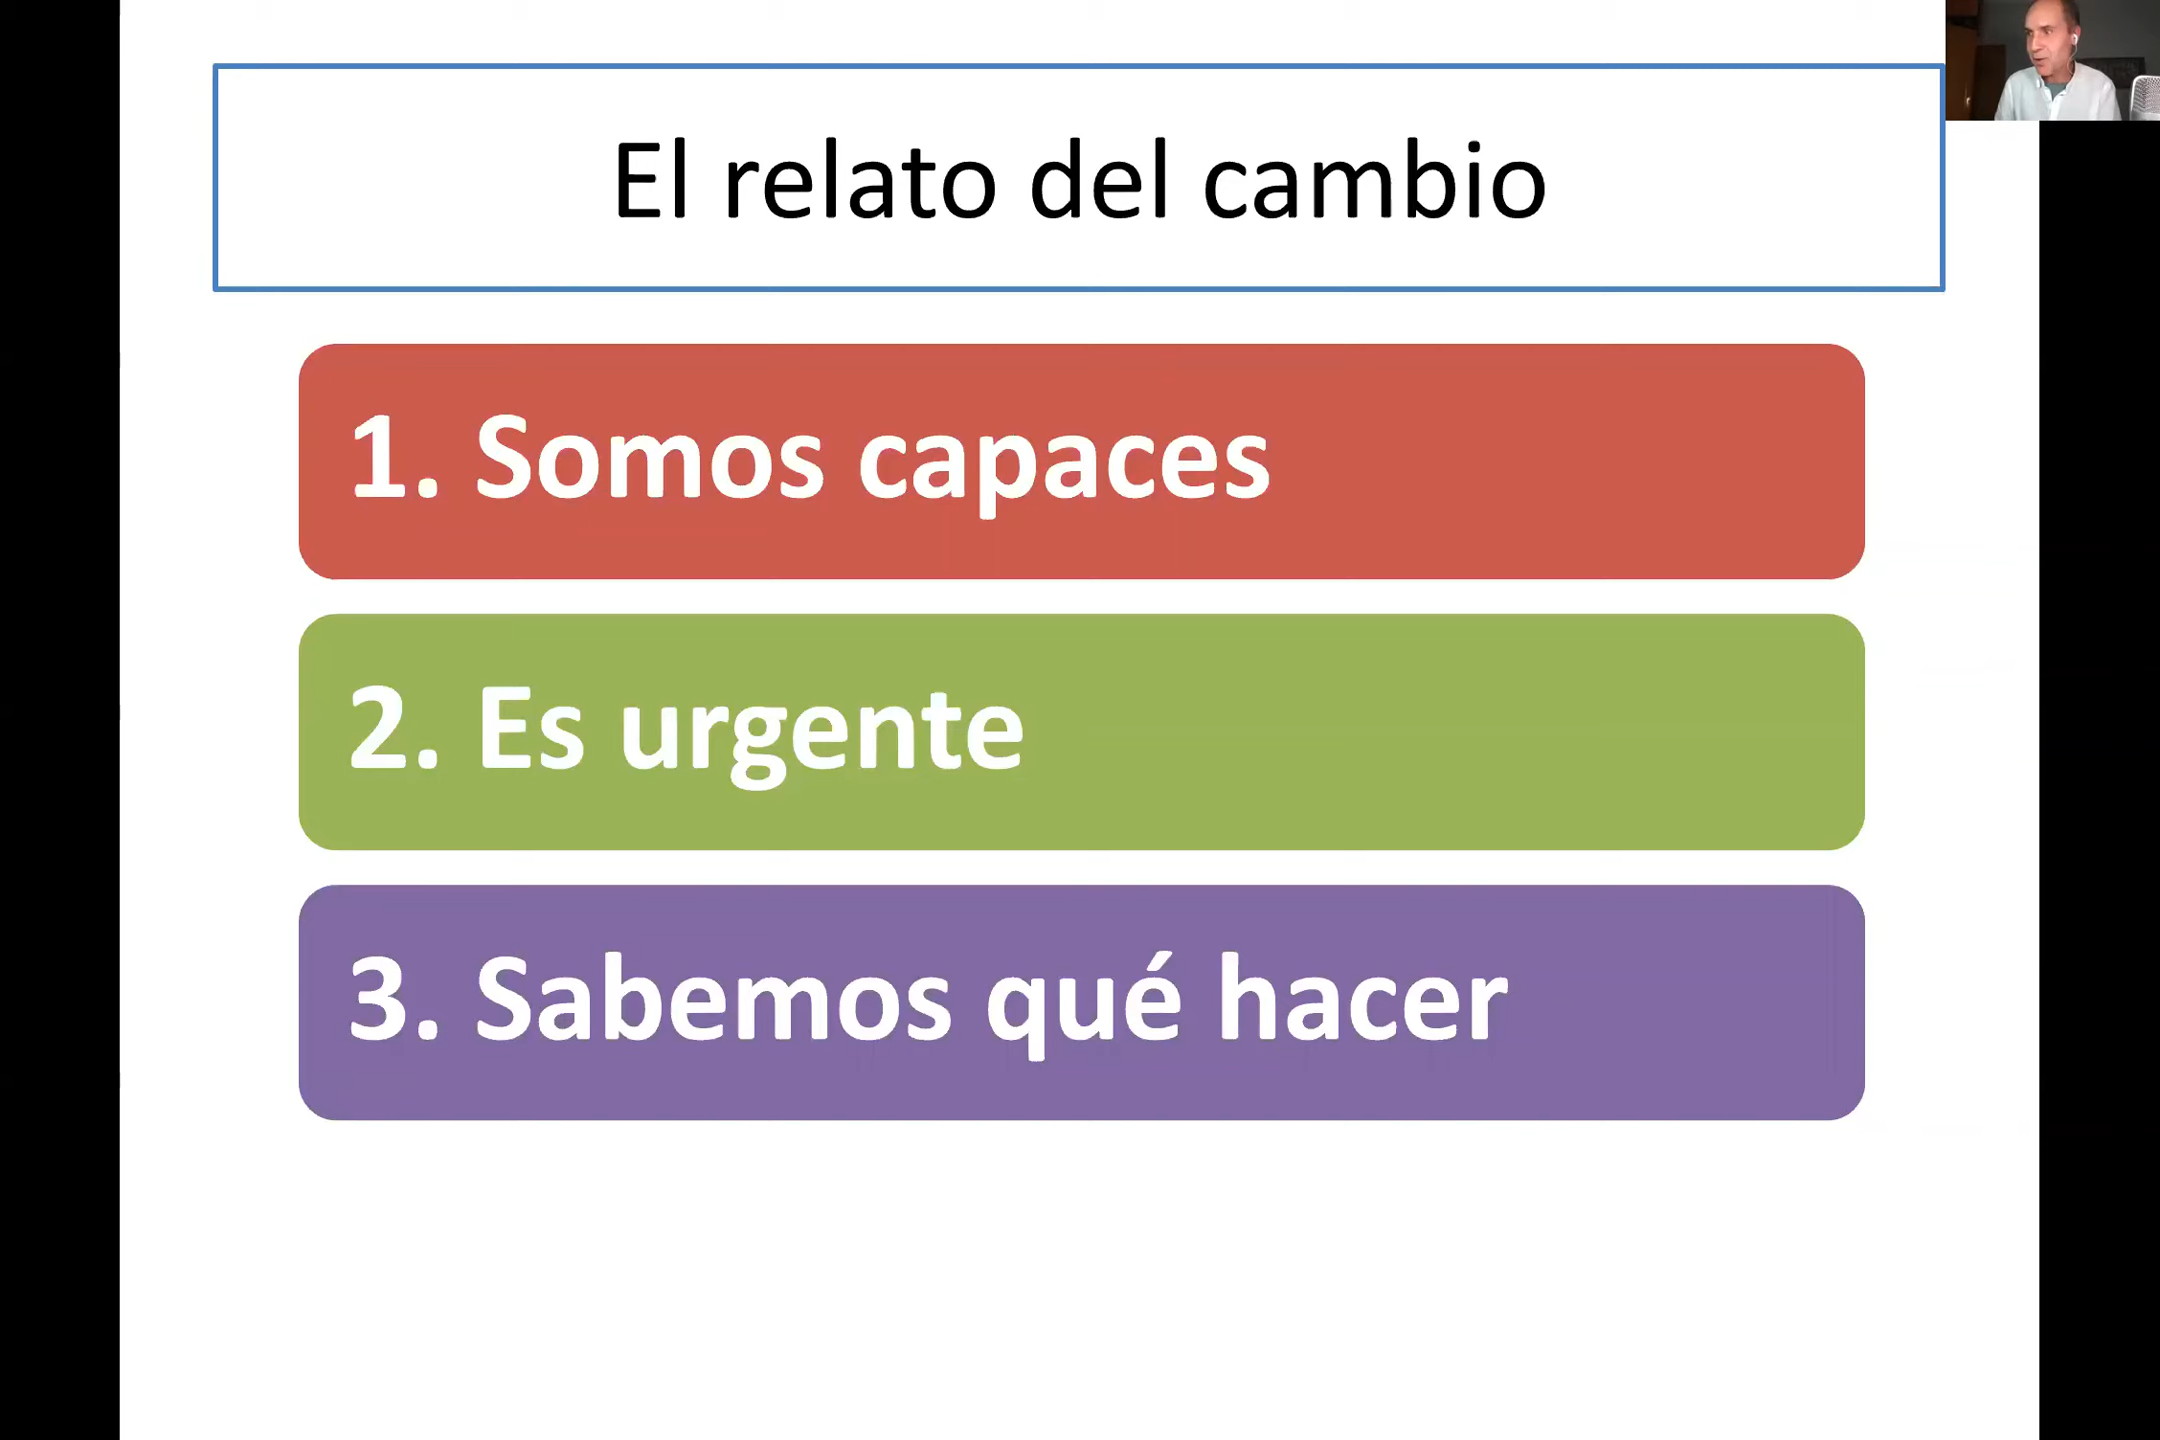 El relato del cambio
1. Somos capaces
2. Es urgente
3. Sabemos qué hacer